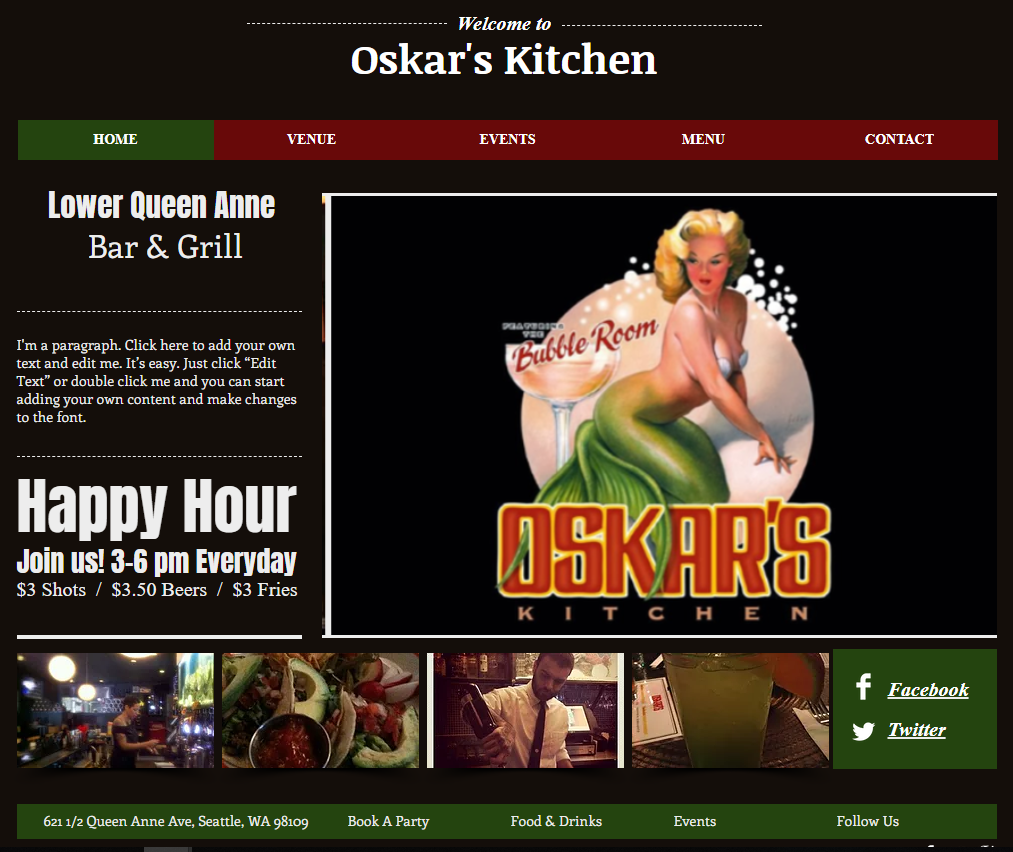 Welcome to
Oskar's Kitchen
HOME
VENUE
EVENTS
MENU
CONTACT
Lower Queen Anne
Bar & Grill
I'm a paragraph. Click here to add your own
text and edit me. It's easy. Just click “Edit
Text” or double click me and you can start
adding your own content and make changes
to the font.
Happy Hour
Join us! 3-6 pm Everyday
$3 Shots / $3.50 Beers / $3 Fries
FEATURING
THE
Bubble Room
OSKAR'S
KITCHEN
Facebook
Twitter
621 1/2 Queen Anne Ave, Seattle, WA 98109
Book A Party
Food & Drinks
Events
Follow Us